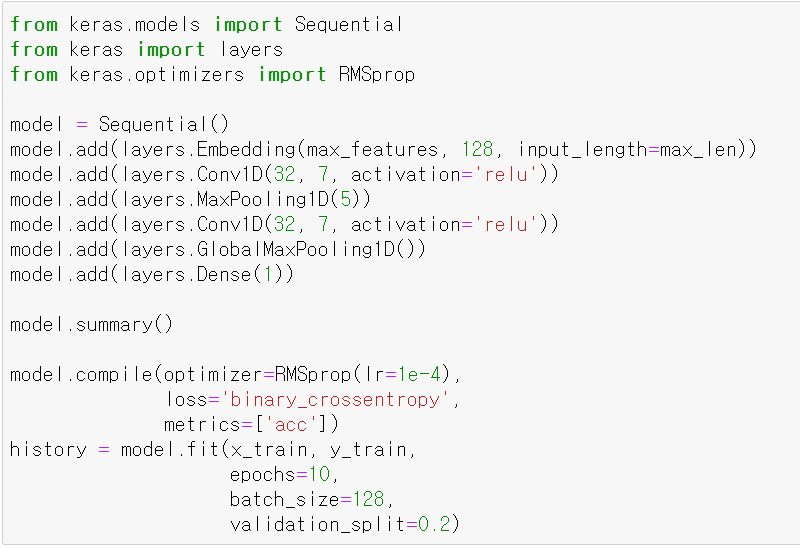 from keras.models import Sequential
from keras import layers
from keras.optimizers import RMSprop
model = Sequential()
model.add(layers.Embedding(max_features, 128, input_length=max_len))
model.add(layers.Conv1D(32, 7, activation='relu'))
model.add(layers.MaxPooling1D(5))
model.add(layers.Conv1D(32, 7, activation='relu'))
model.add(layers.GlobalMaxPooling1D())
model.add(layers.Dense(1))
model.summary()
model.compile(optimizer=RMSprop(lr=1e-4),
              loss='binary_crossentropy',
              metrics=['acc'])
history = model.fit(x_train, y_train,
                    epochs=10,
                    batch_size=128,
                    validation_split=0.2)